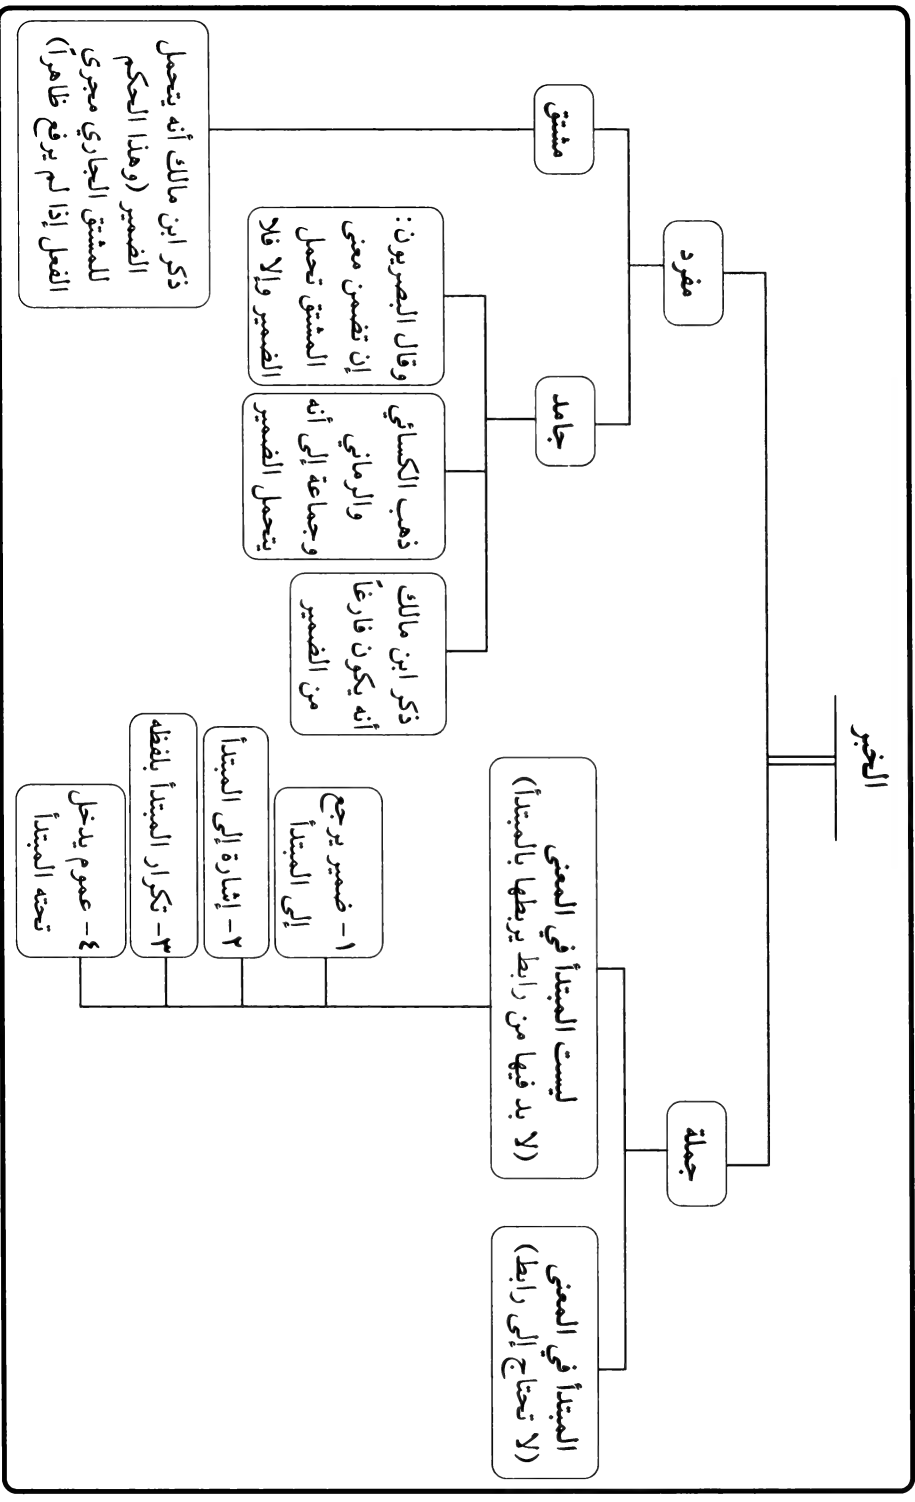 الخبر
جملة
مفرد
المبتدأ في المعنى
(لا تحتاج إلى رابط)
ليست المبتدأ في المعنى
(لا بد فيها من رابط يربطها بالمبتدأ)
١- ضمير يرجع
إلى المبتدأ
٢- إشارة إلى المبتدأ
٣- تكرار المبتدأ بلفظه
٤- عموم يدخل
تحته المبتدأ
جامد
مشتق
ذكر ابن مالك
أنه يكون فارغاً
من الضمير
ذهب الكسائي
والرماني
وجماعة إلى أنه
يتحمل الضمير
وقال البصريون:
إن تضمن معنى
المشتق تحمل
الضمير وإلا فلا
ذكر ابن مالك أنه يتحمل
الضمير (وهذا الحكم
للمشتق الجاري مجرى
الفعل إذا لم يرفع ظاهراً)